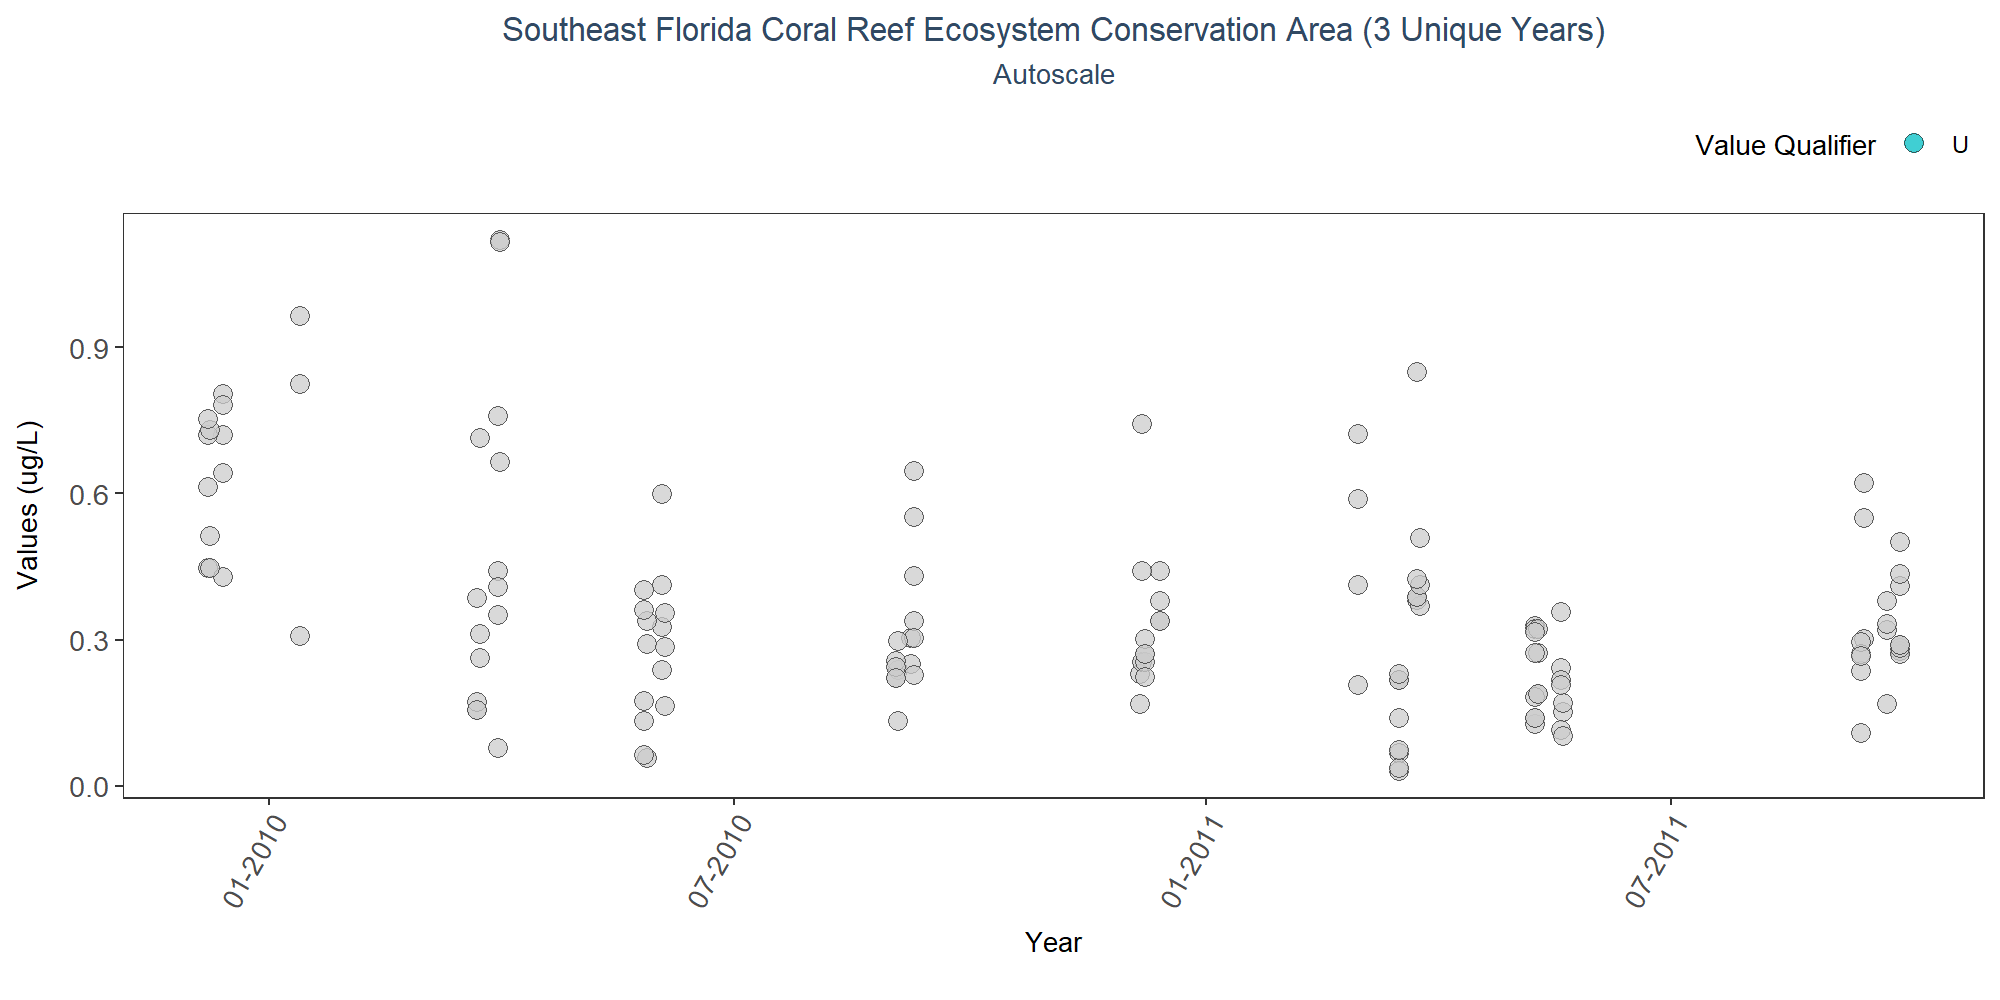 Southeast Florida Coral Reef Ecosystem Conservation Area (3 Unique Years)
Autoscale
Value Qualifier U
Values (ug/L)
0.9
0.6
0.3
0.0
01-2010 07-2010 01-2011 07-2011
Year